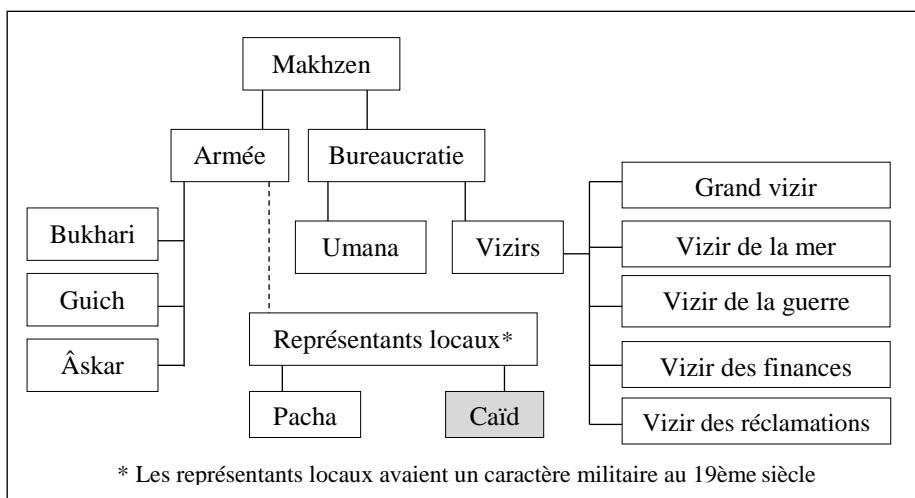 Makhzen
Armée
Bureaucratie
Bukhari
Guich
Âskar
Umana
Vizirs
Grand vizir
Vizir de la mer
Vizir de la guerre
Vizir des finances
Vizir des réclamations
Représentants locaux*
Pacha
Caïd
* Les représentants locaux avaient un caractère militaire au 19ème siècle